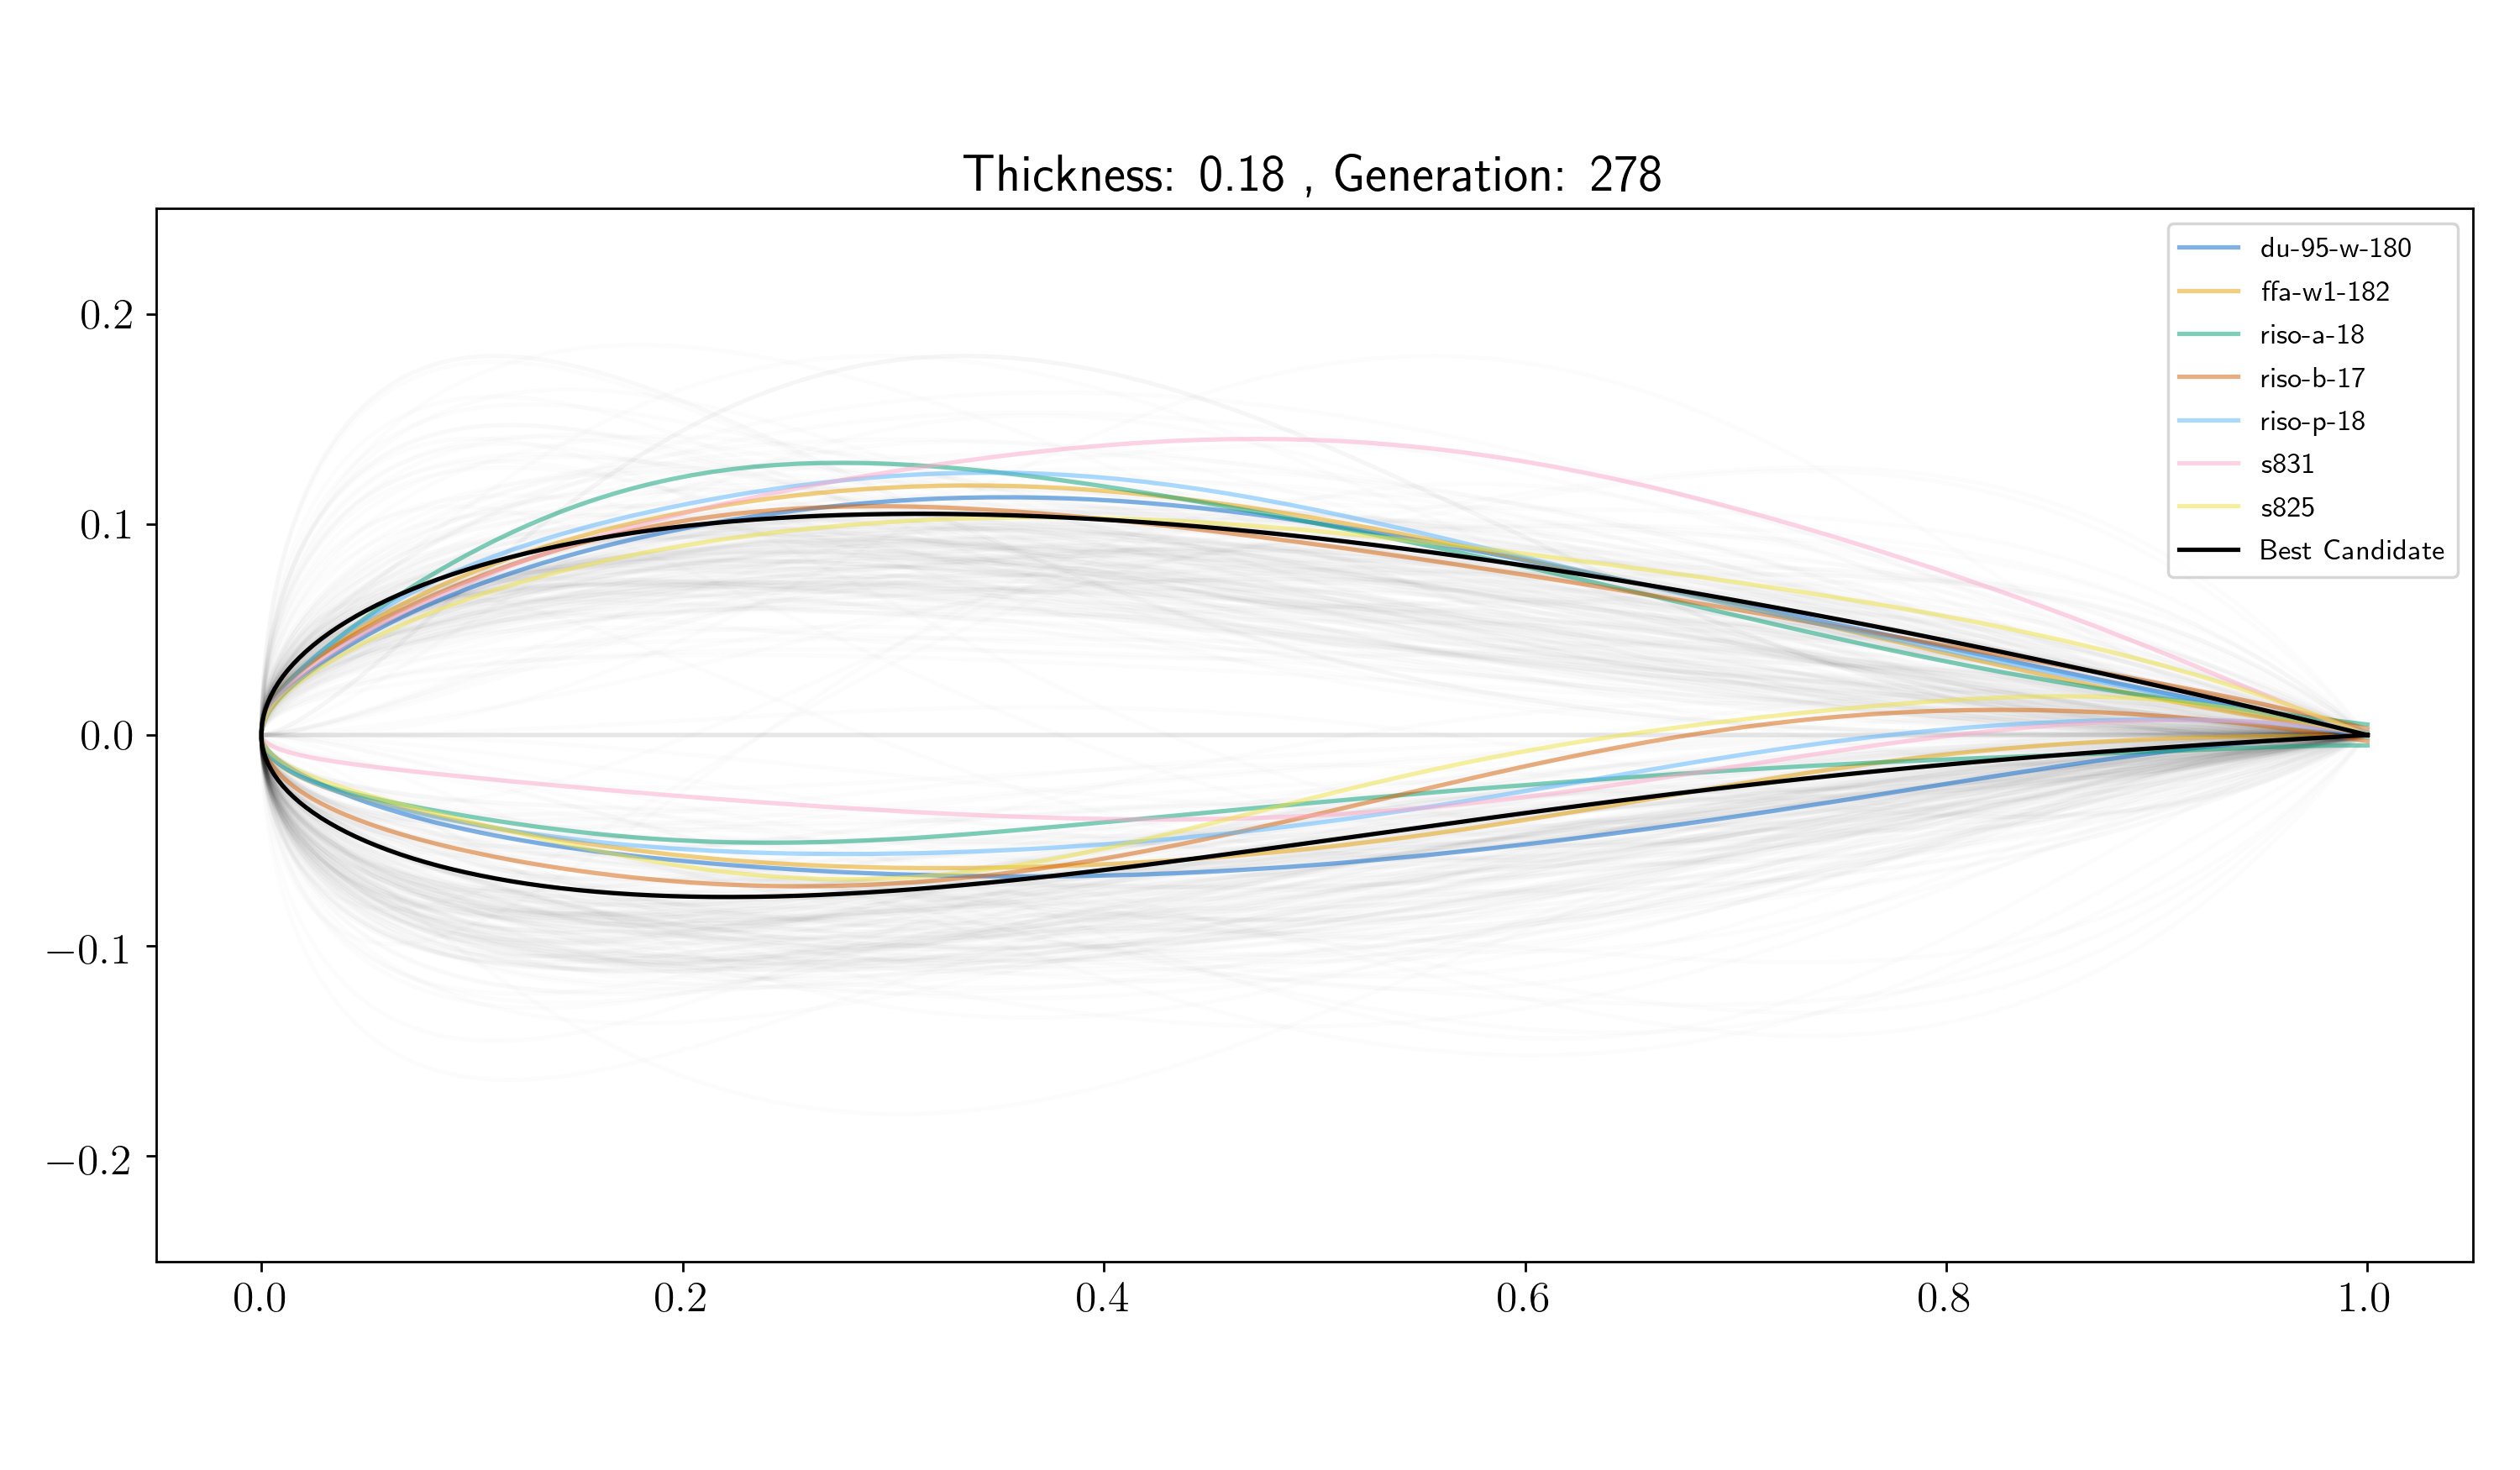 Thickness: 0.18 , Generation: 278
du-95-w-180
ffa-w1-182
riso-a-18
riso-b-17
riso-p-18
s831
s825
Best Candidate
0.2
0.1
0.0
−0.1
−0.2
0.0 0.2 0.4 0.6 0.8 1.0